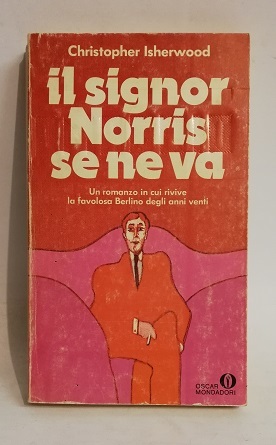 Christopher Isherwood
il signor
Norris
se ne va
Un romanzo in cui rivive
la favolosa Berlino degli anni venti
OSCAR
MONDADORI